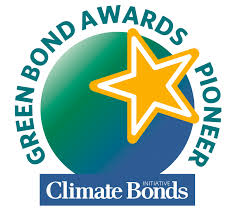 GREEN BOND AWARDS PIONEER
INITIATIVE
Climate Bonds